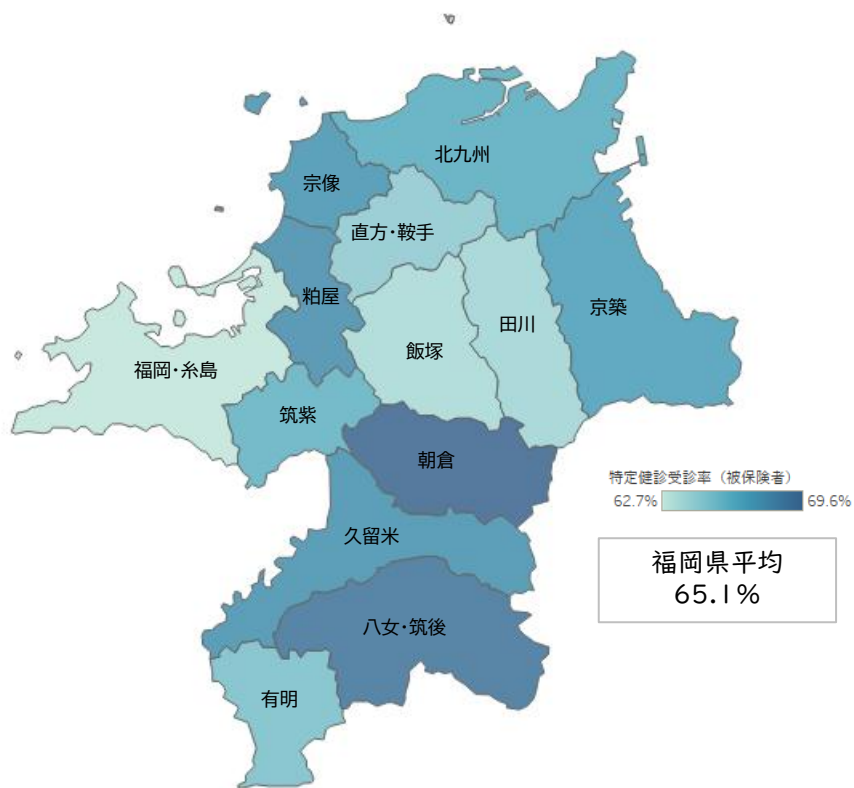 北九州
宗像
直方・鞍手
粕屋
京築
田川
飯塚
福岡・糸島
筑紫
朝倉
特定健診受診率（被保険者）
62.7% 69.6%
久留米
福岡県平均
65.1%
八女・筑後
有明